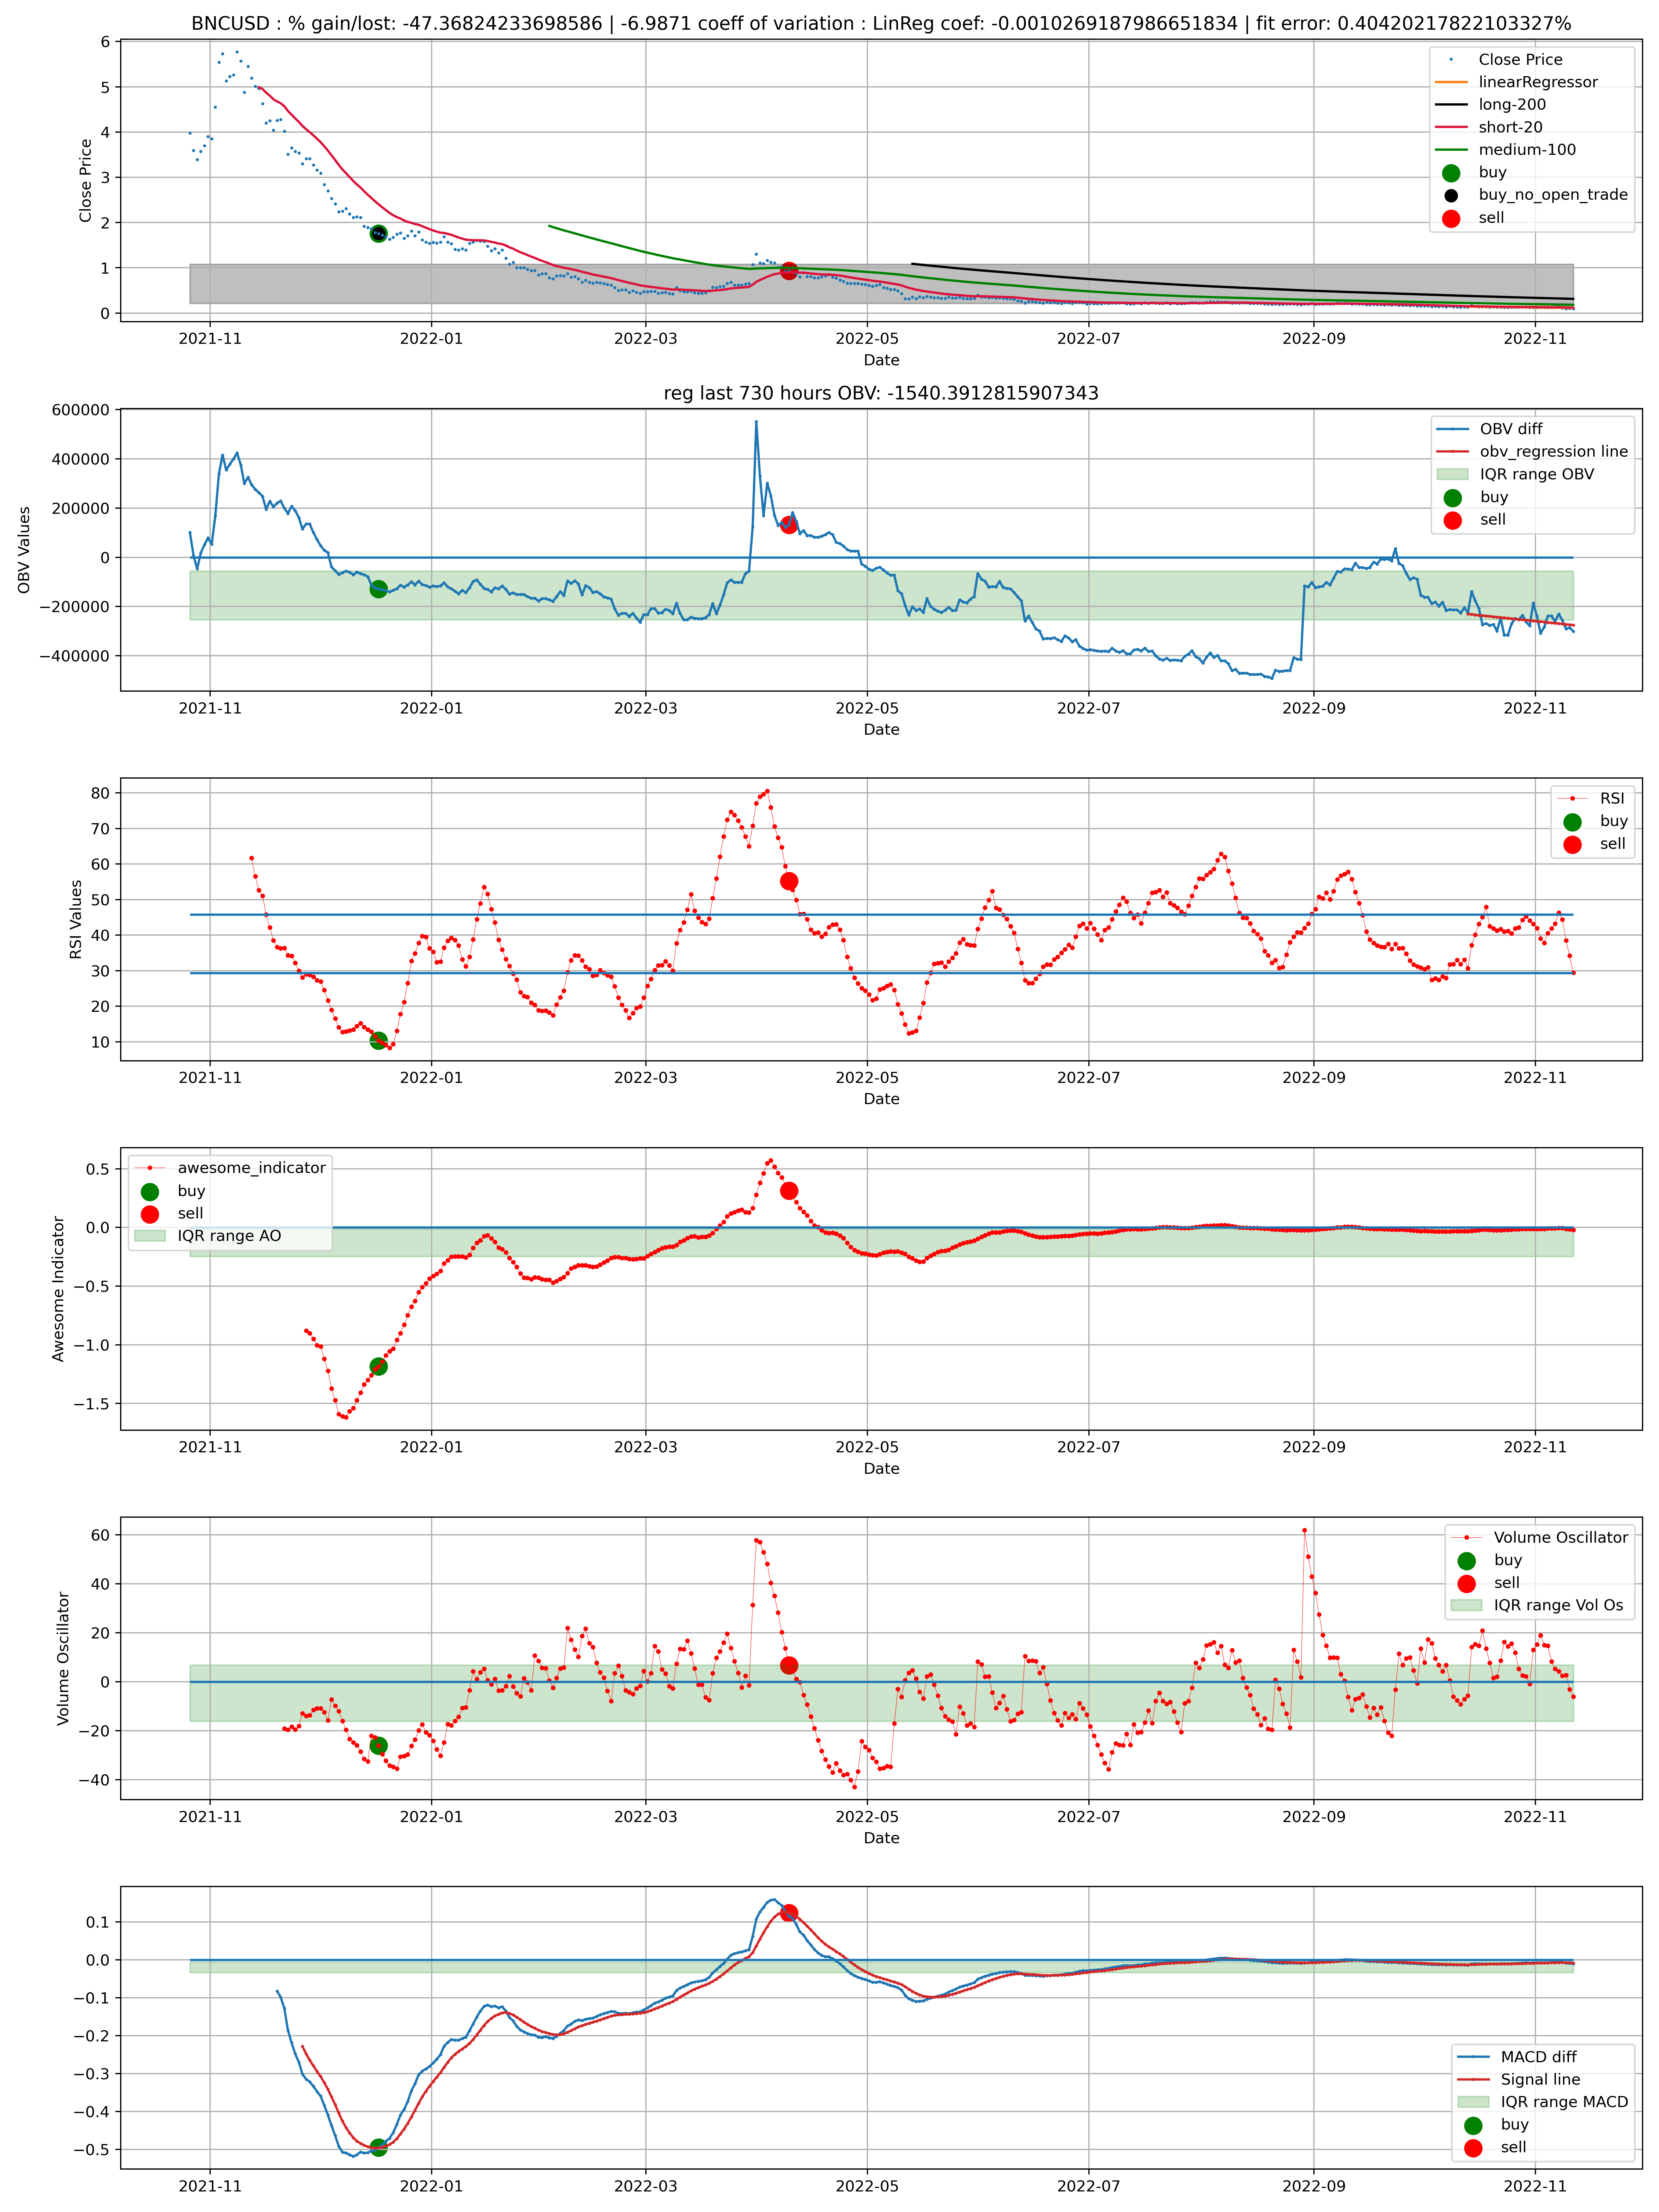 BNCUSD : % gain/lost: -47.36824233698586 | -6.9871 coeff of variation : LinReg coef: -0.0010269187986651834 | fit error: 0.40420217822103327%
6
5
4
3
2
1
0
Close Price
Close Price
linearRegressor
long-200
short-20
medium-100
buy
buy_no_open_trade
sell
2021-11 2022-01 2022-03 2022-05 2022-07 2022-09 2022-11
Date
reg last 730 hours OBV: -1540.3912815907343
600000
400000
200000
0
−200000
−400000
OBV Values
OBV diff
obv_regression line
IQR range OBV
buy
sell
2021-11 2022-01 2022-03 2022-05 2022-07 2022-09 2022-11
Date
80
70
60
50
40
30
20
10
RSI Values
RSI
buy
sell
2021-11 2022-01 2022-03 2022-05 2022-07 2022-09 2022-11
Date
0.5
0.0
−0.5
−1.0
−1.5
Awesome Indicator
awesome_indicator
buy
sell
IQR range AO
2021-11 2022-01 2022-03 2022-05 2022-07 2022-09 2022-11
Date
60
40
20
0
−20
−40
Volume Oscillator
Volume Oscillator
buy
sell
IQR range Vol Os
2021-11 2022-01 2022-03 2022-05 2022-07 2022-09 2022-11
Date
0.1
0.0
−0.1
−0.2
−0.3
−0.4
−0.5
MACD diff
Signal line
IQR range MACD
buy
sell
2021-11 2022-01 2022-03 2022-05 2022-07 2022-09 2022-11